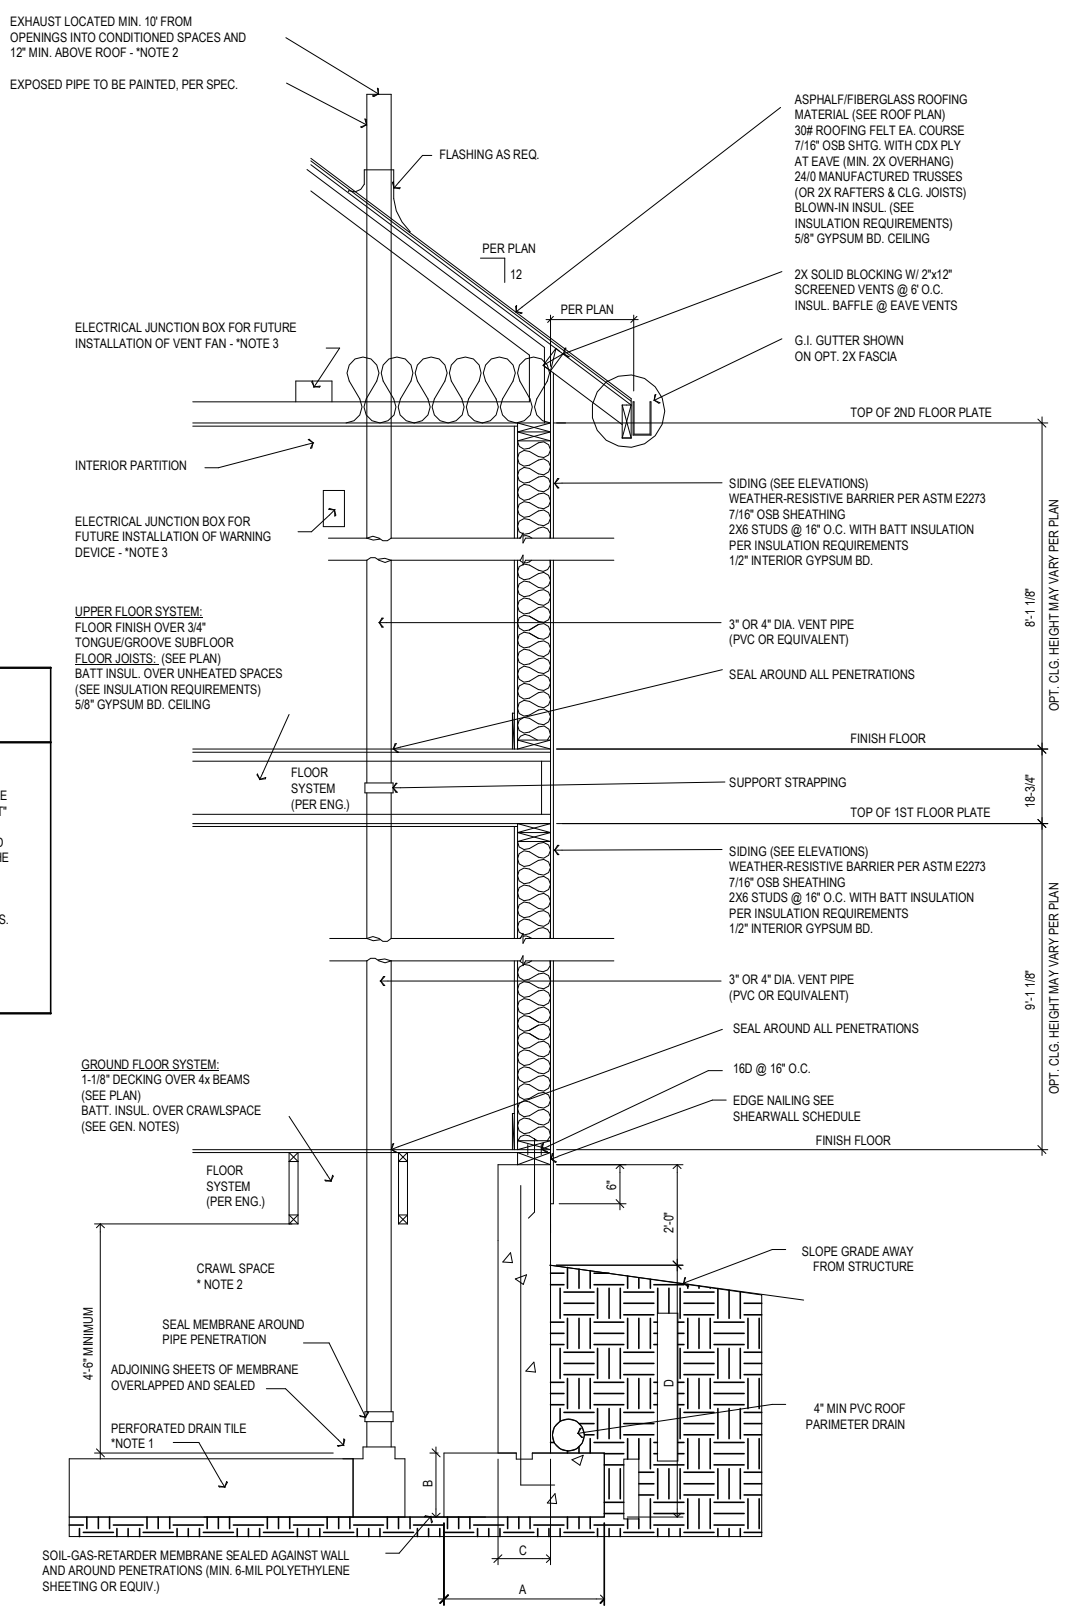 EXHAUST LOCATED MIN. 10' FROM
OPENINGS INTO CONDITIONED SPACES AND
12" MIN. ABOVE ROOF - *NOTE 2
EXPOSED PIPE TO BE PAINTED, PER SPEC.
FLASHING AS REQ.
PER PLAN
12
PER PLAN
ASPHALF/FIBERGLASS ROOFING
MATERIAL (SEE ROOF PLAN)
30# ROOFING FELT EA. COURSE
7/16" OSB SHTG. WITH CDX PLY
AT EAVE (MIN. 2X OVERHANG)
24/0 MANUFACTURED TRUSSES
(OR 2X RAFTERS & CLG. JOISTS)
BLOWN-IN INSUL. (SEE
INSULATION REQUIREMENTS)
5/8" GYPSUM BD. CEILING
2X SOLID BLOCKING W/ 2"x12"
SCREENED VENTS @ 6' O.C.
INSUL. BAFFLE @ EAVE VENTS
G.I. GUTTER SHOWN
ON OPT. 2X FASCIA
ELECTRICAL JUNCTION BOX FOR FUTURE
INSTALLATION OF VENT FAN - *NOTE 3
TOP OF 2ND FLOOR PLATE
INTERIOR PARTITION
ELECTRICAL JUNCTION BOX FOR
FUTURE INSTALLATION OF WARNING
DEVICE - *NOTE 3
SIDING (SEE ELEVATIONS)
WEATHER-RESISTIVE BARRIER PER ASTM E2273
7/16" OSB SHEATHING
2X6 STUDS @ 16" O.C. WITH BATT INSULATION
PER INSULATION REQUIREMENTS
1/2" INTERIOR GYPSUM BD.
8'-1 1/8"
OPT. CLG. HEIGHT MAY VARY PER PLAN
UPPER FLOOR SYSTEM:
FLOOR FINISH OVER 3/4"
TONGUE/GROOVE SUBFLOOR
FLOOR JOISTS: (SEE PLAN)
BATT INSUL. OVER UNHEATED SPACES
(SEE INSULATION REQUIREMENTS)
5/8" GYPSUM BD. CEILING
3" OR 4" DIA. VENT PIPE
(PVC OR EQUIVALENT)
SEAL AROUND ALL PENETRATIONS
FINISH FLOOR
FLOOR
SYSTEM
(PER ENG.)
SUPPORT STRAPPING
18-3/4"
TOP OF 1ST FLOOR PLATE
E
T"
D
HE
S.
SIDING (SEE ELEVATIONS)
WEATHER-RESISTIVE BARRIER PER ASTM E2273
7/16" OSB SHEATHING
2X6 STUDS @ 16" O.C. WITH BATT INSULATION
PER INSULATION REQUIREMENTS
1/2" INTERIOR GYPSUM BD.
9'-1 1/8"
OPT. CLG. HEIGHT MAY VARY PER PLAN
3" OR 4" DIA. VENT PIPE
(PVC OR EQUIVALENT)
SEAL AROUND ALL PENETRATIONS
16D @ 16" O.C.
EDGE NAILING SEE
SHEARWALL SCHEDULE
FINISH FLOOR
GROUND FLOOR SYSTEM:
1-1/8" DECKING OVER 4x BEAMS
(SEE PLAN)
BATT. INSUL. OVER CRAWLSPACE
(SEE GEN. NOTES)
FLOOR
SYSTEM
(PER ENG.)
6"
2'-0"
SLOPE GRADE AWAY
FROM STRUCTURE
CRAWL SPACE
* NOTE 2
4'-6" MINIMUM
SEAL MEMBRANE AROUND
PIPE PENETRATION
ADJOINING SHEETS OF MEMBRANE
OVERLAPPED AND SEALED
PERFORATED DRAIN TILE
*NOTE 1
D
4" MIN PVC ROOF
PARIMETER DRAIN
B
C
A
SOIL-GAS-RETARDER MEMBRANE SEALED AGAINST WALL
AND AROUND PENETRATIONS (MIN. 6-MIL POLYETHYLENE
SHEETING OR EQUIV.)